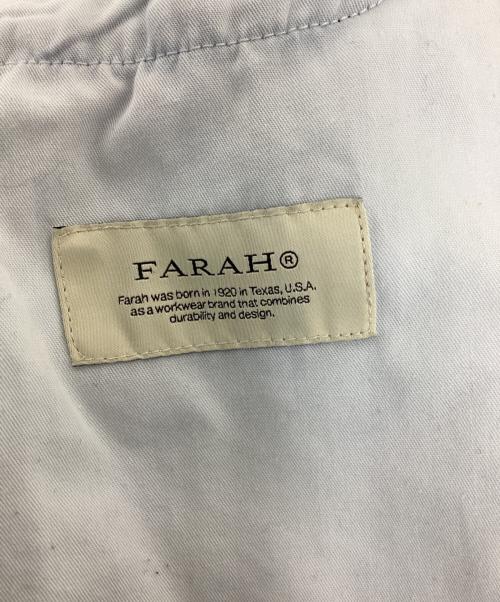 FARAH®
Farah was born in 1920 in Texas, U.S.A.
as a workwear brand that combines
durability and design.